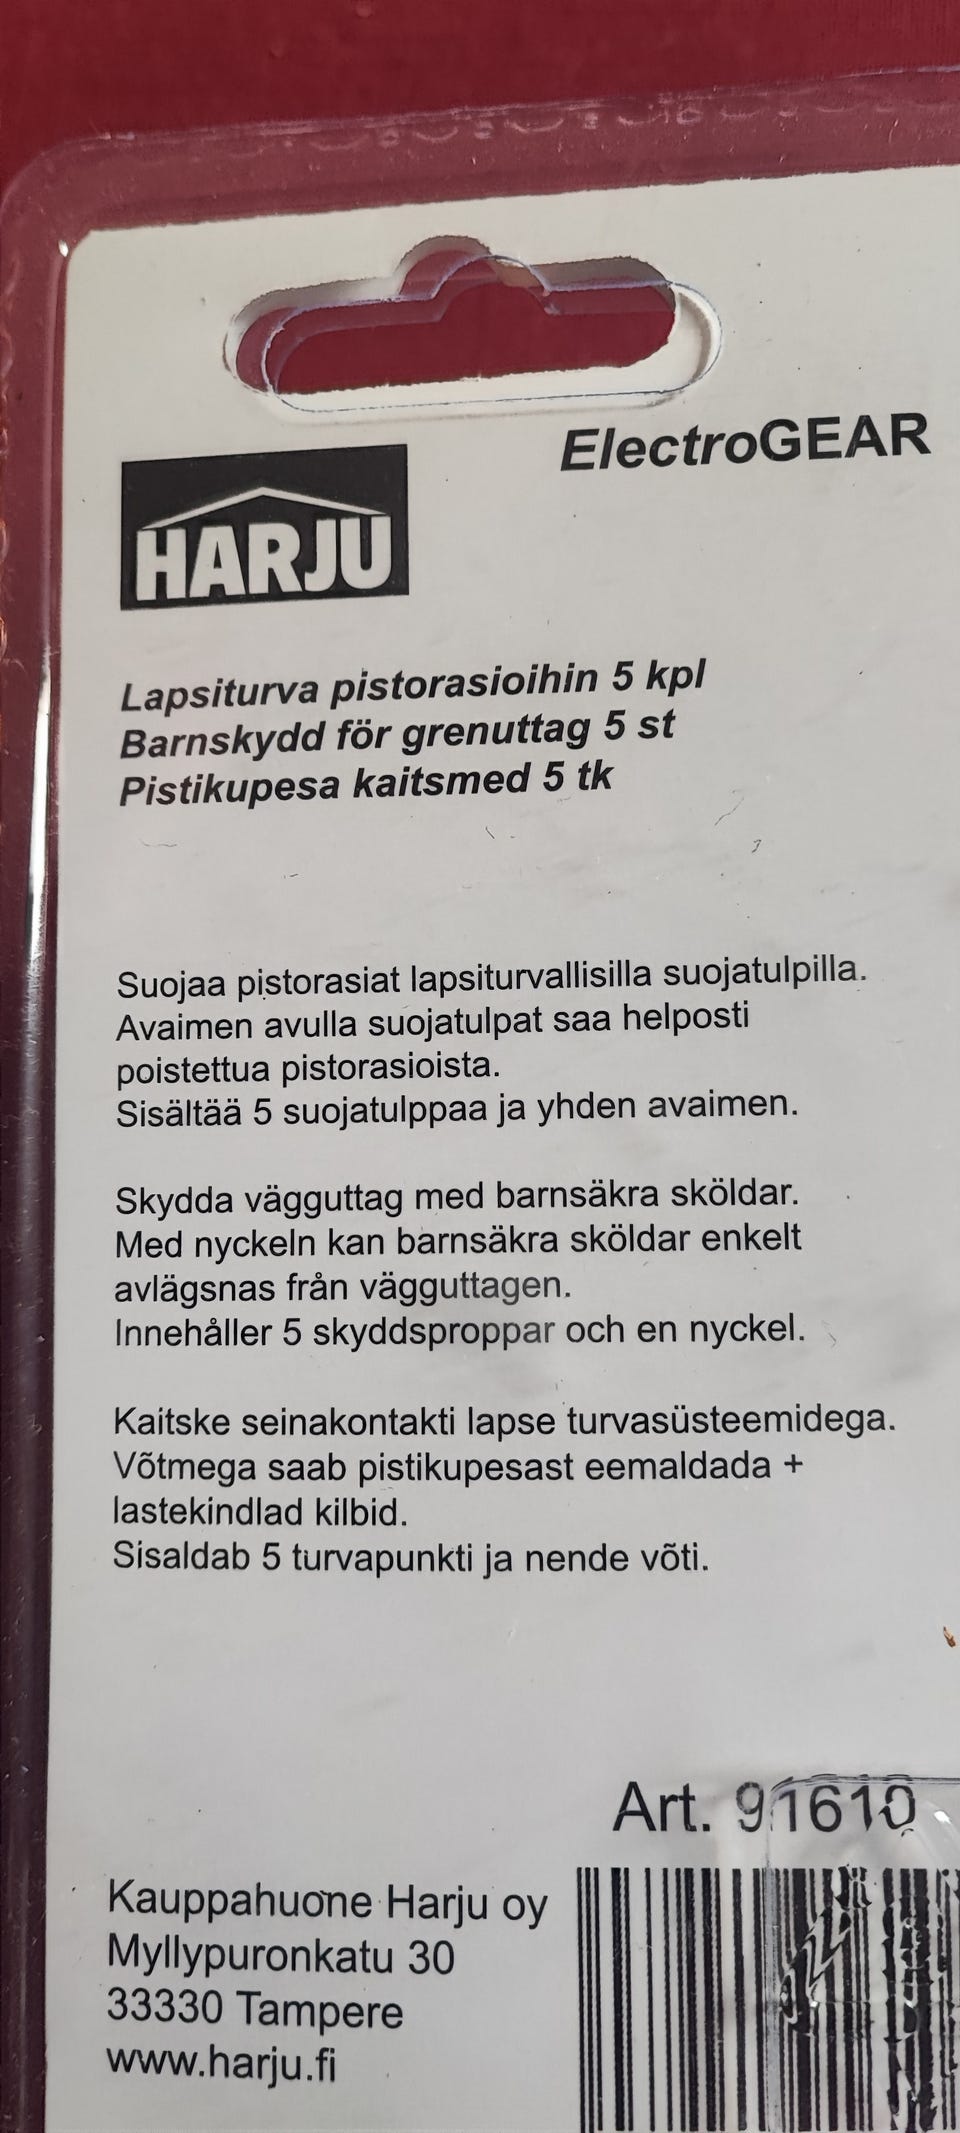 ElectroGEAR
HARJU
Lapsiturva pistorasioihin 5 kpl
Barnskydd för grenuttag 5 st
Pistikupesa kaitsmed 5 tk
Suojaa pistorasiat lapsiturvallisilla suojatulpilla.
Avaimen avulla suojatulpat saa helposti
poistettua pistorasioista.
Sisältää 5 suojatulppaa ja yhden avaimen.
Skydda vägguttag med barnsäkra sköldar.
Med nyckeln kan barnsäkra sköldar enkelt
avlägsnas från vägguttagen.
Innehåller 5 skyddsproppar och en nyckel.
Kaitske seinakontakti lapse turvasüsteemidega.
Võtmega saab pistikupesast eemaldada +
lastekindlad kilbid.
Sisaldab 5 turvapunkti ja nende võti.
Art. 91610
Kauppahuone Harju oy
Myllypuronkatu 30
33330 Tampere
www.harju.fi